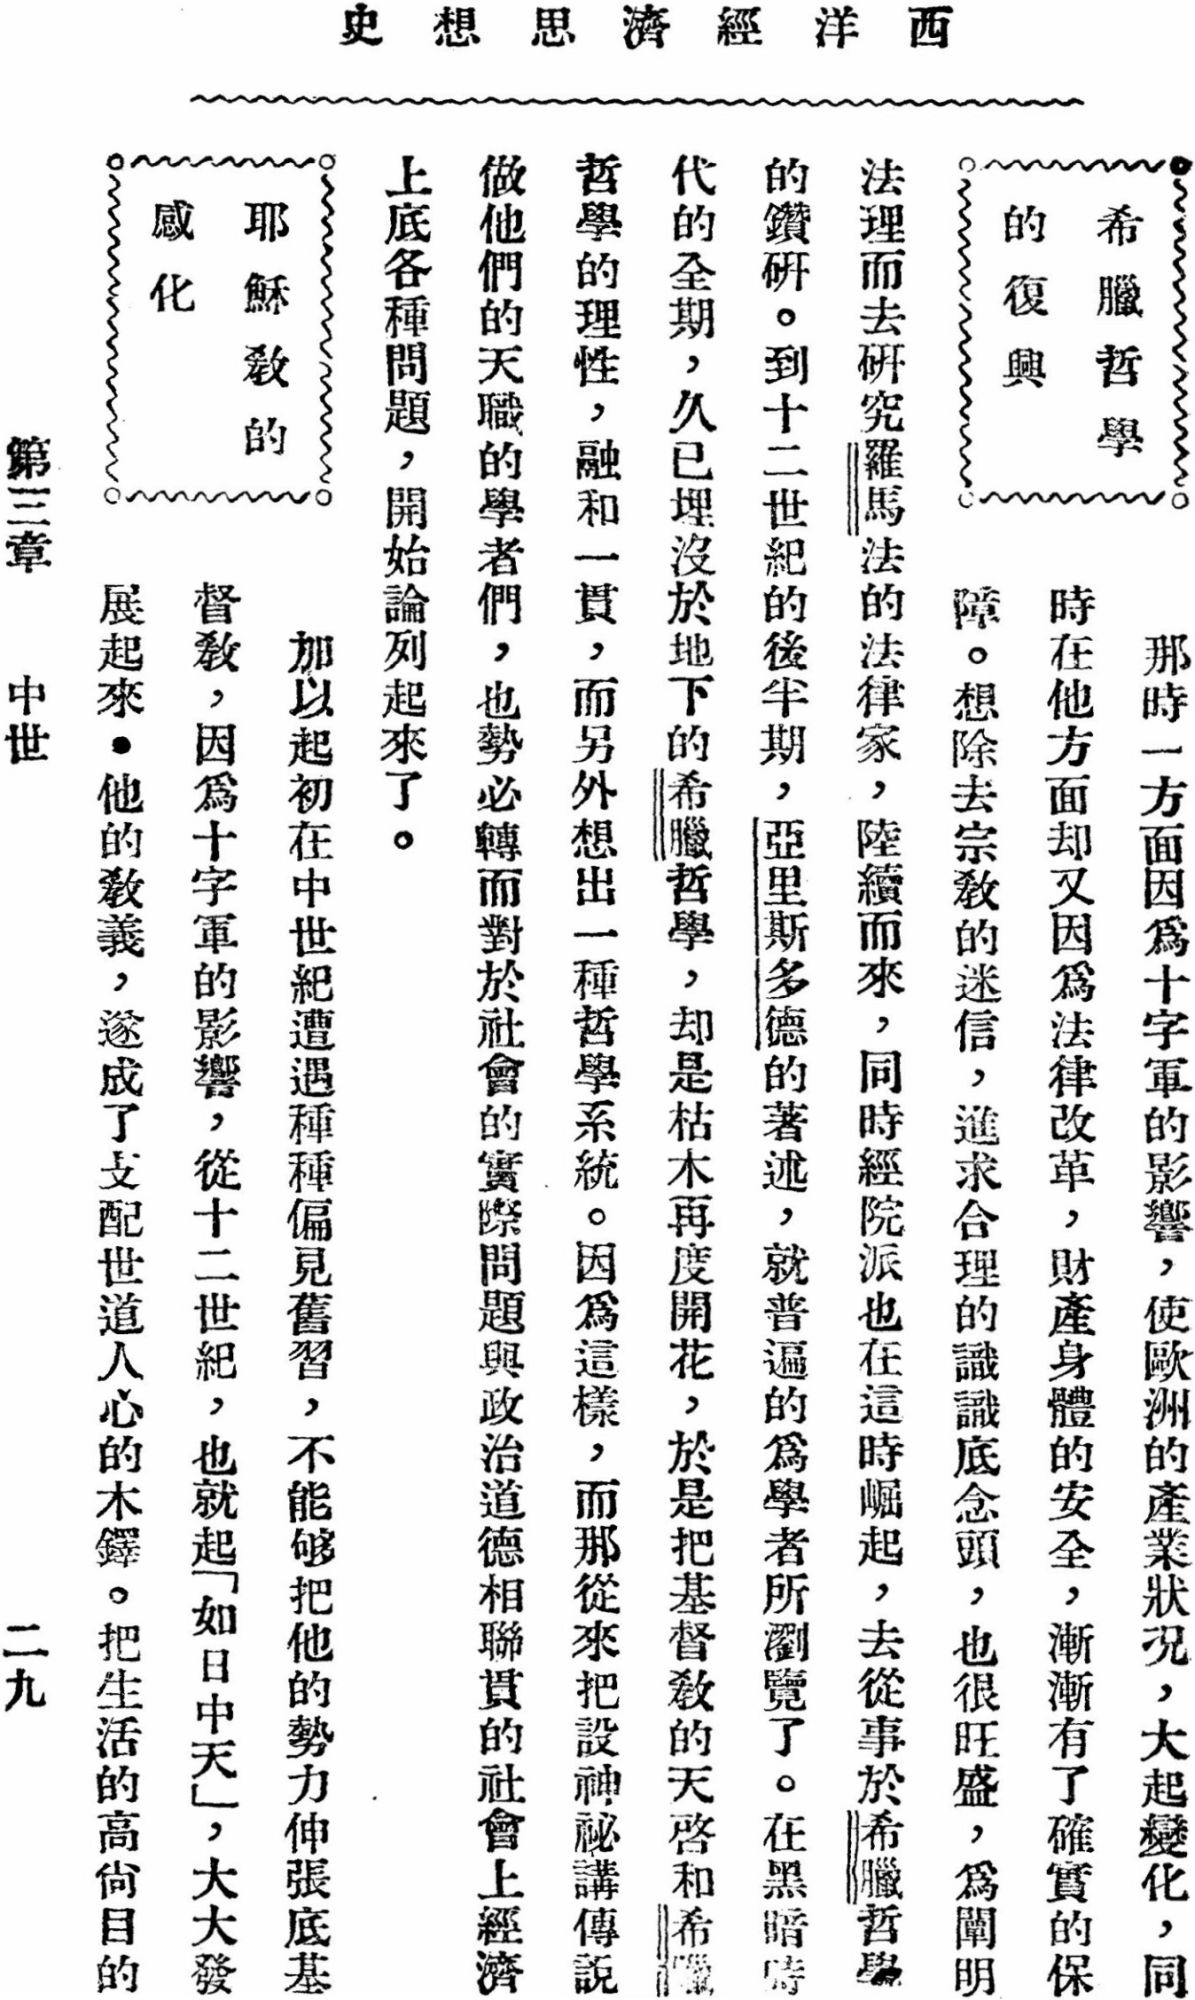 西洋經濟思想史
希臘哲學
的復興
那時一方面因爲十字軍的影響，使歐洲的產業狀況，大起變化，同
時在他方面却又因爲法律改革，財產身體的安全，漸漸有了確實的保
障。想除去宗教的迷信，進求合理的識識底念頭，也很旺盛，爲闡明
法理而去研究羅馬法的法律家，陸續而來，同時經院派也在這時崛起，去從事於希臘哲學
的鑽研。到十二世紀的後半期，亞里斯多德的著述，就普遍的爲學者所瀏覽了。在黑暗時
代的全期，久已埋沒於地下的希臘哲學，却是枯木再度開花，於是把基督教的天啓和希臘
哲學的理性，融和一貫，而另外想出一種哲學系統。因爲這樣，而那從來把設神祕講傳說
做他們的天職的學者們，也勢必轉而對於社會的實際問題與政治道德相聯貫的社會上經濟
上底各種問題，開始論列起來了。
耶穌教的
感化
加以起初在中世紀遭遇種種偏見舊習，不能够把他的勢力伸張底基
督教，因爲十字軍的影響，從十二世紀，也就起「如日中天」，大大發
展起來●他的教義，遂成了支配世道人心的木鐸。把生活的高尙目的
第三章　中世　二九